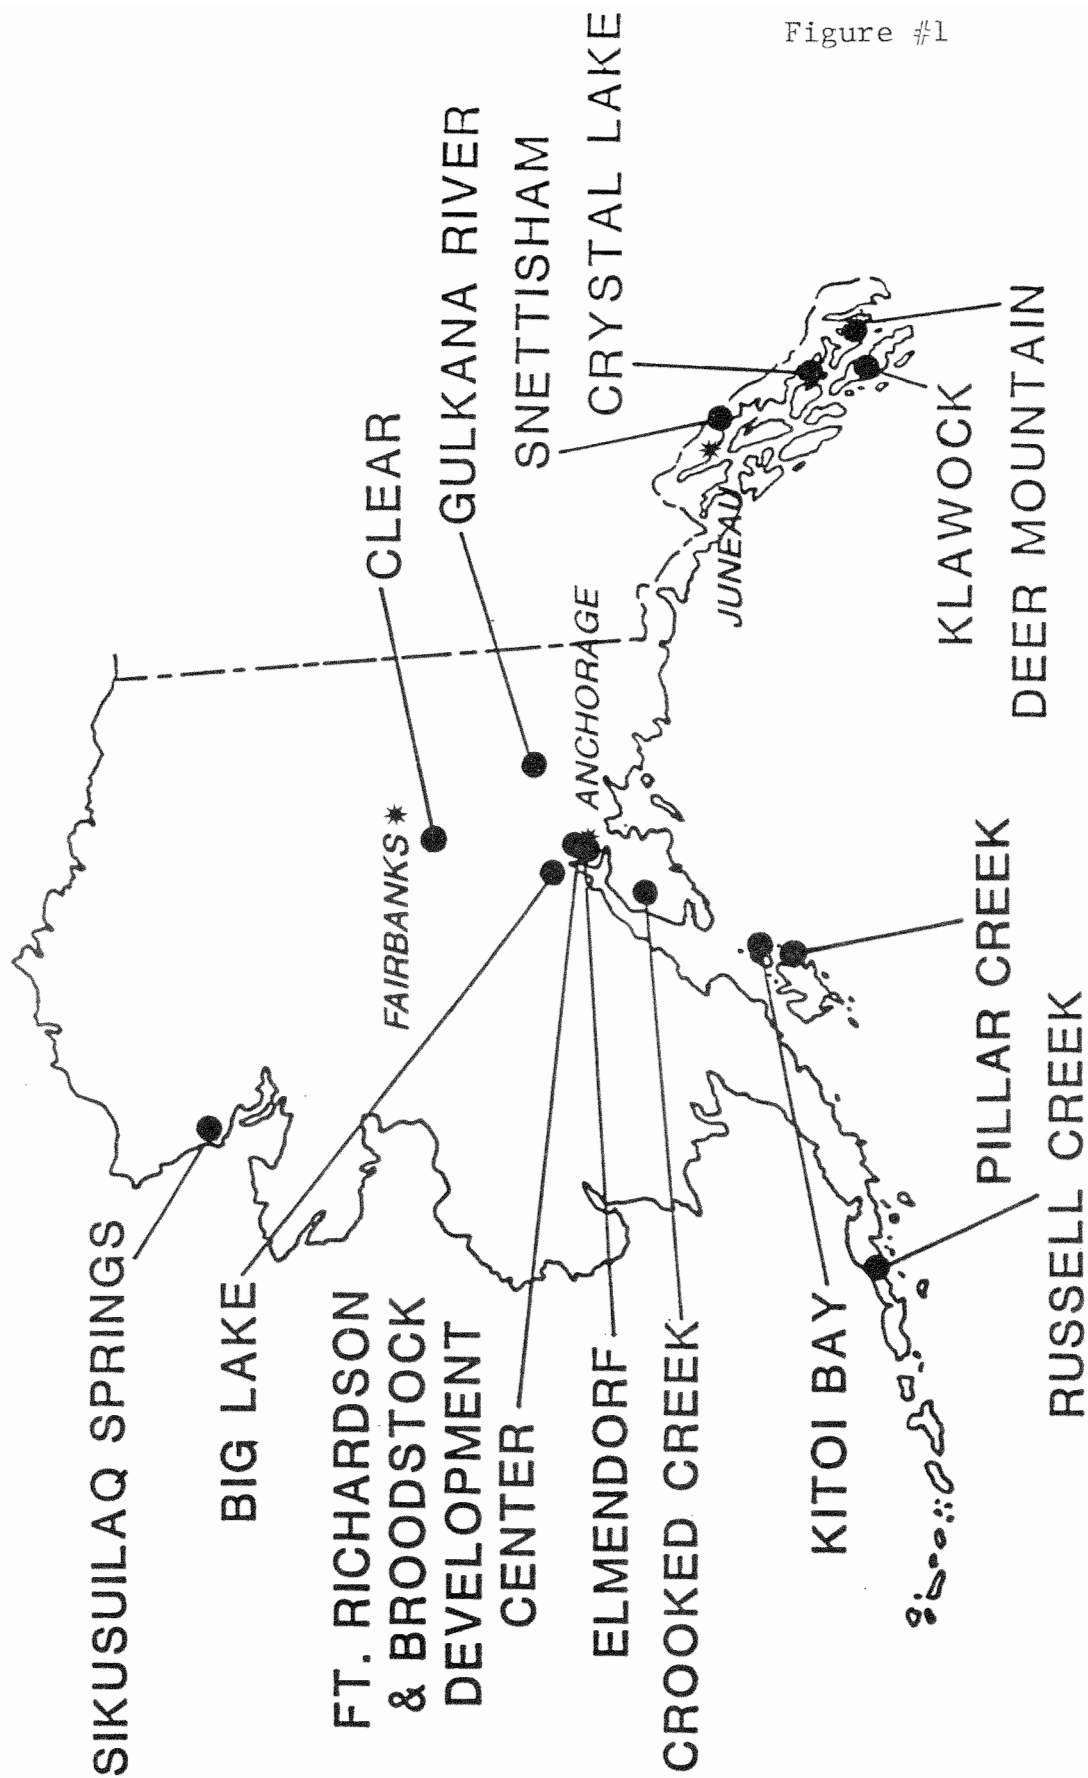 Figure #1
SIKUSUILAQ SPRINGS
BIG LAKE
FT. RICHARDSON
& BROODSTOCK
DEVELOPMENT
CENTER
ELMENDORF
CROOKED CREEK
KITOI BAY
RUSSELL CREEK
PILLAR CREEK
FAIRBANKS
ANCHORAGE
JUNEAU
CLEAR
GULKANA RIVER
SNETTISHAM
CRYSTAL LAKE
KLAWOCK
DEER MOUNTAIN